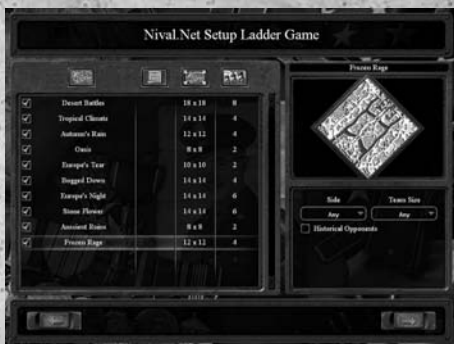 Nival.Net Setup Ladder Game
Desert Battles 18 x 18 8
Tropical Climats 14 x 14 4
Autumn's Rain 12 x 12 4
Oasis 8 x 8 2
Europe's Tear 10 x 10 2
Bogged Down 14 x 14 4
Europe's Night 14 x 14 6
Stone Flower 14 x 14 6
Ancient Ruins 8 x 8 2
Frozen Rage 12 x 12 4
Frozen Rage
Side Team Size
Any Any
Historical Opponents